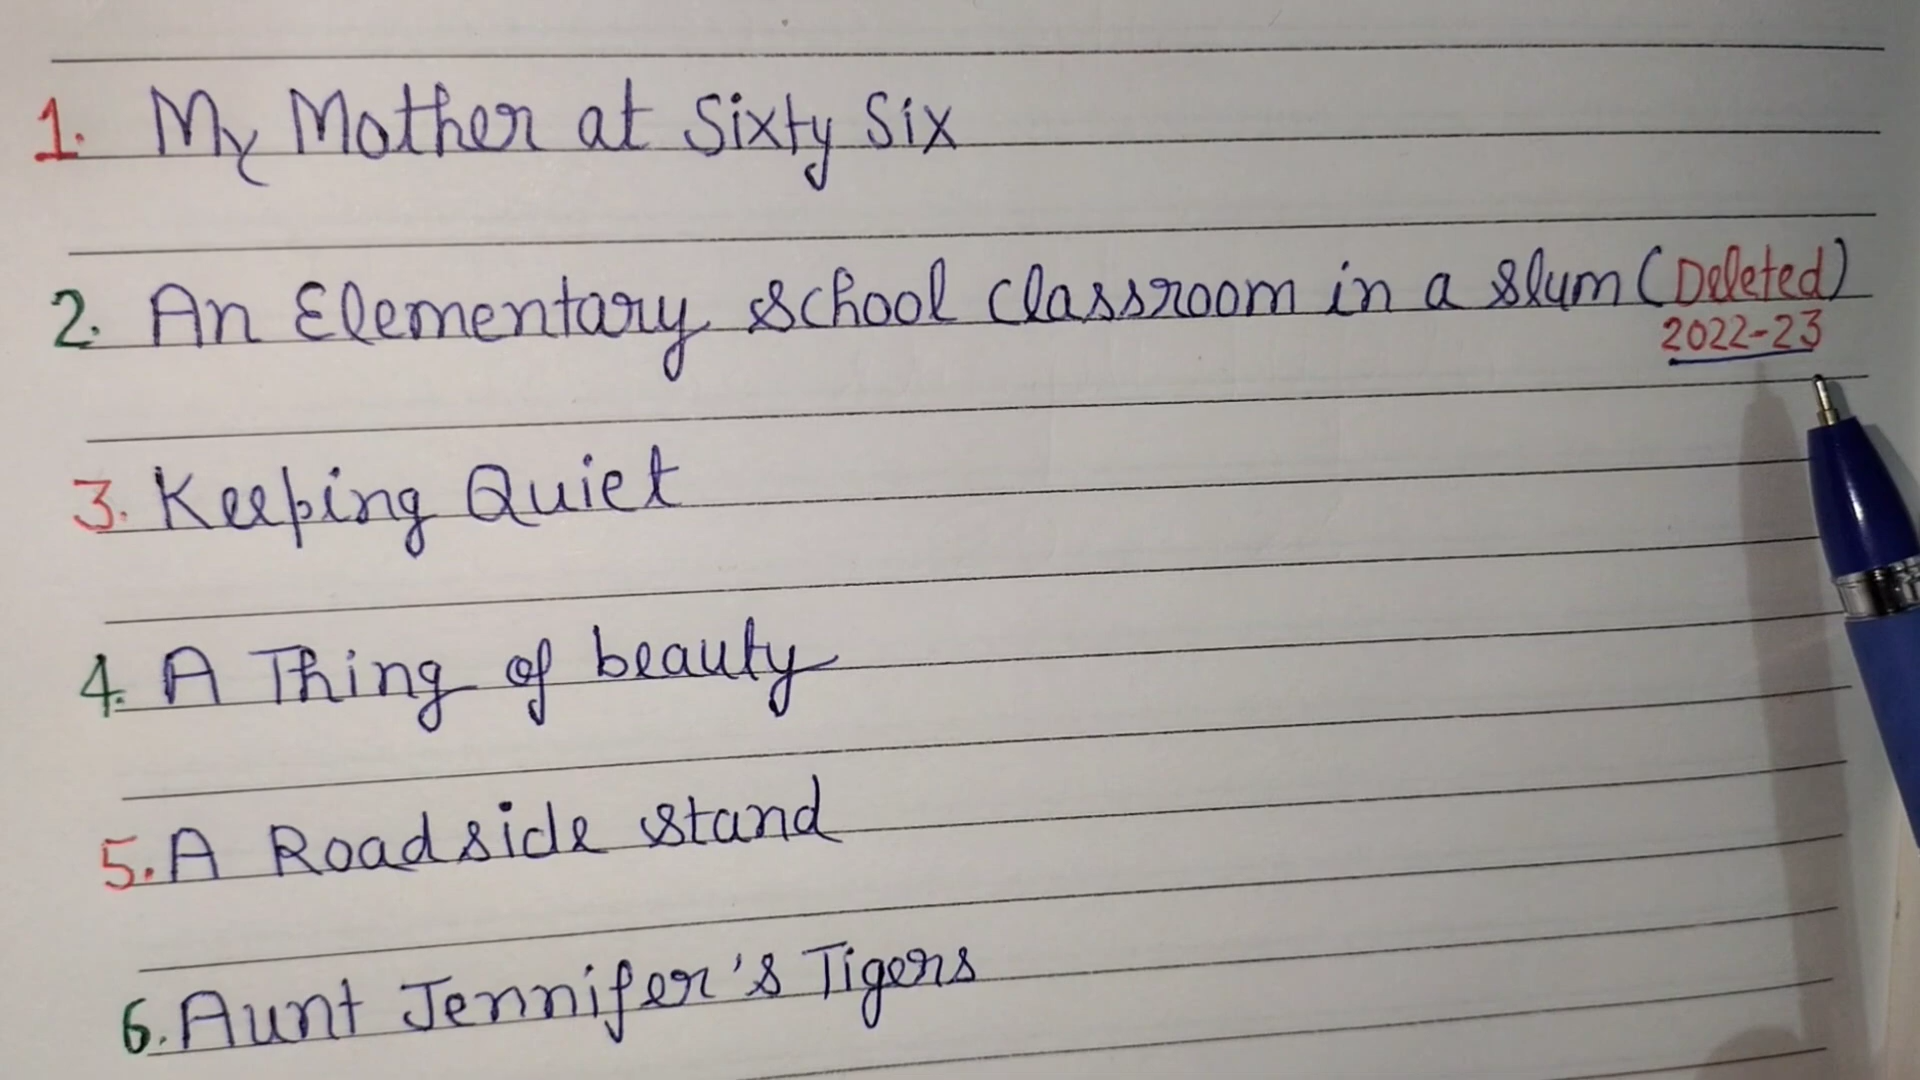 1. My Mother at Sixty Six
2. An Elementary School Classroom in a Slum (Deleted)
2022-23
3. Keeping Quiet
4. A Thing of beauty
5. A Roadside stand
6. Aunt Jennifer's Tigers